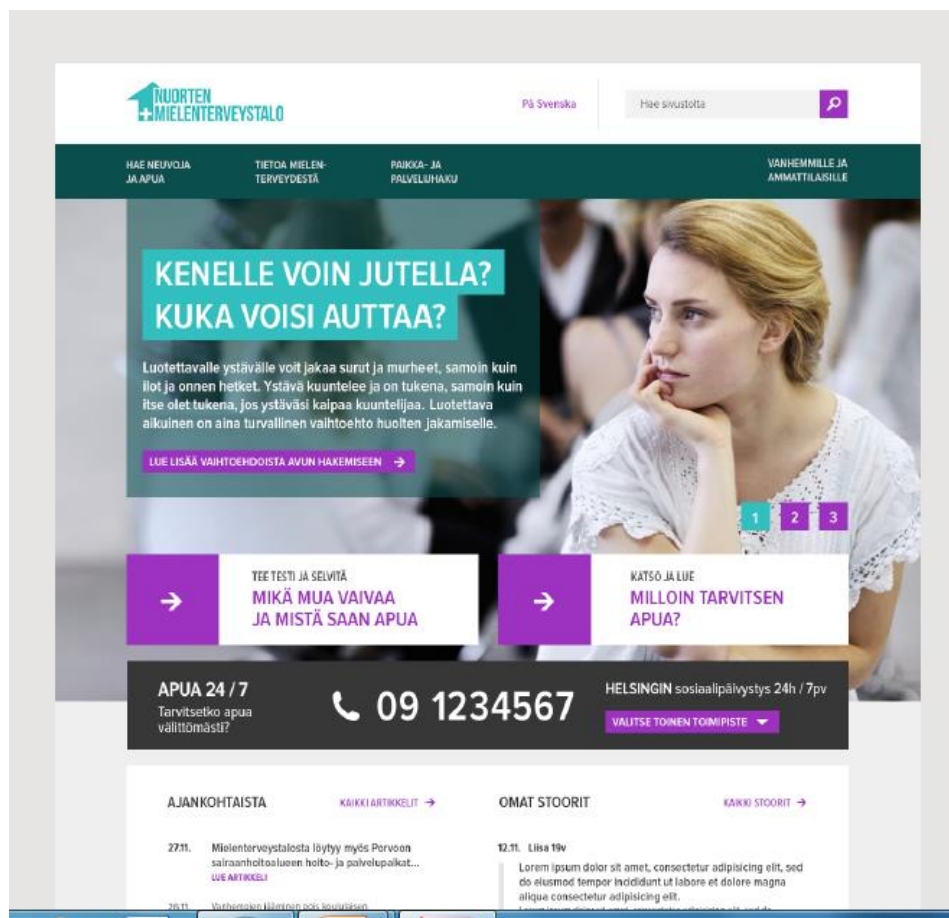 NUORTEN
MIELENTERVEYSTALO
På Svenska
Hae sivustolta
HAE NEUVOJA
JA APUA
TIETOA MIELEN-
TERVEYDESTÄ
PAIKKA- JA
PALVELUHAKU
VANHEMMILLE JA
AMMATTILAISILLE
KENELLE VOIN JUTELLA?
KUKA VOISI AUTTAA?
Luotettavalle ystävälle voit jakaa surut ja murheet, samoin kuin
ilot ja onnen hetket. Ystävä kuuntelee ja on tukena, samoin kuin
itse olet tukena, jos ystäväsi kaipaa kuuntelijaa. Luotettava
aikuinen on aina turvallinen vaihtoehto huolten jakamiselle.
LUE LISÄÄ VAIHTOEHDOISTA AVUN HAKEMISEEN
1 2 3
TEE TESTI JA SELVITÄ
MIKÄ MUA VAIVAA
JA MISTÄ SAAN APUA
KATSO JA LUE
MILLOIN TARVITSEN
APUA?
APUA 24 / 7
Tarvitsetko apua
välittömästi?
09 1234567
HELSINGIN sosiaalipäivystys 24h / 7pv
VALITSE TOINEN TOIMIPISTE
AJANKOHTAISTA
KAIKKI ARTIKKELIT
27.11. Mielenterveystalosta löytyy myös Porvoon
sairaanhoitoalueen hoito- ja palvelupaikat...
LUE ARTIKKELI
26.11. Vanhempien jääminen pois
OMAT STOORIT
KAIKKI STOORIT
12.11. Liisa 19v
Lorem ipsum dolor sit amet, consectetur adipisicing elit, sed
do eiusmod tempor incididunt ut labore et dolore magna
aliqua consectetur adipisicing elit.